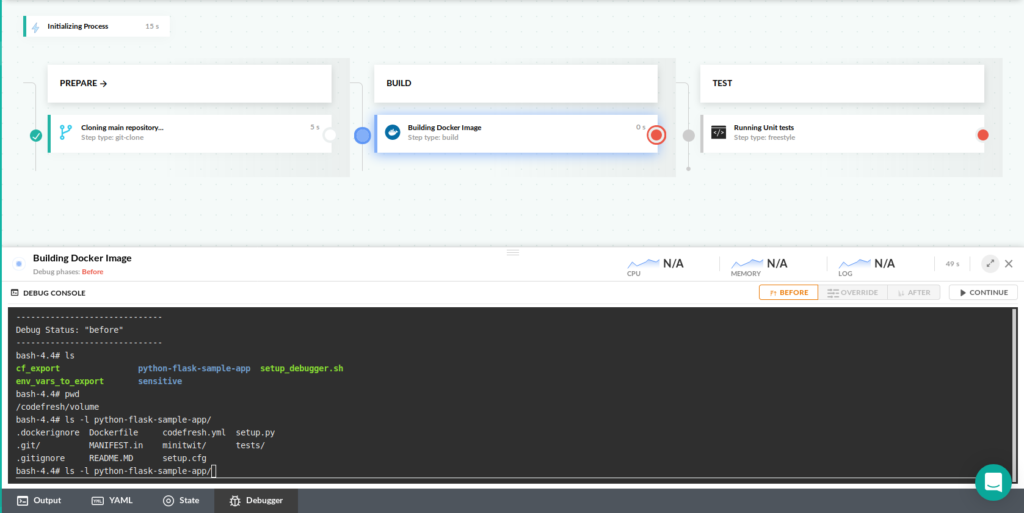 Initializing Process 15 s
PREPARE → BUILD TEST
Cloning main repository... 5 s
Step type: git-clone
Building Docker Image 0 s
Step type: build
</> Running Unit tests
Step type: freestyle
Building Docker Image
Debug phases: Before
N/A N/A N/A 49 s
CPU MEMORY LOG
DEBUG CONSOLE BEFORE OVERRIDE AFTER CONTINUE
------------------------------
Debug Status: "before"
------------------------------
bash-4.4# ls
cf_export python-flask-sample-app setup_debugger.sh
env_vars_to_export sensitive
bash-4.4# pwd
/codefresh/volume
bash-4.4# ls -l python-flask-sample-app/
.dockerignore Dockerfile codefresh.yml setup.py
.git/ MANIFEST.in minitwit/ tests/
.gitignore README.MD setup.cfg
bash-4.4# ls -l python-flask-sample-app/
Output YAML State Debugger